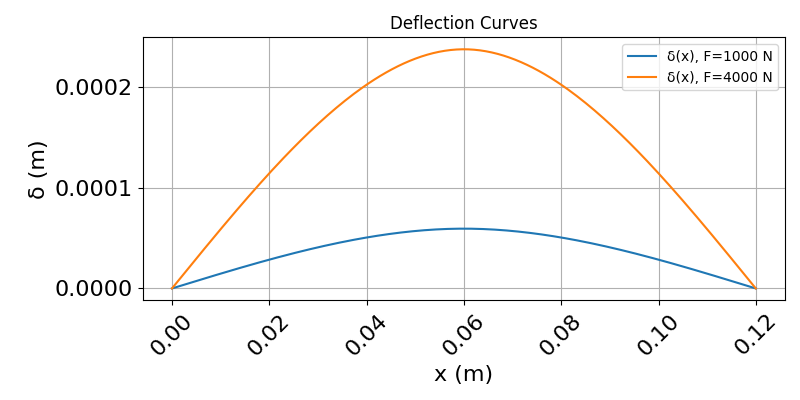 Deflection Curves
δ(x), F=1000 N
δ(x), F=4000 N
δ (m)
0.0002
0.0001
0.0000
0.00 0.02 0.04 0.06 0.08 0.10 0.12
x (m)